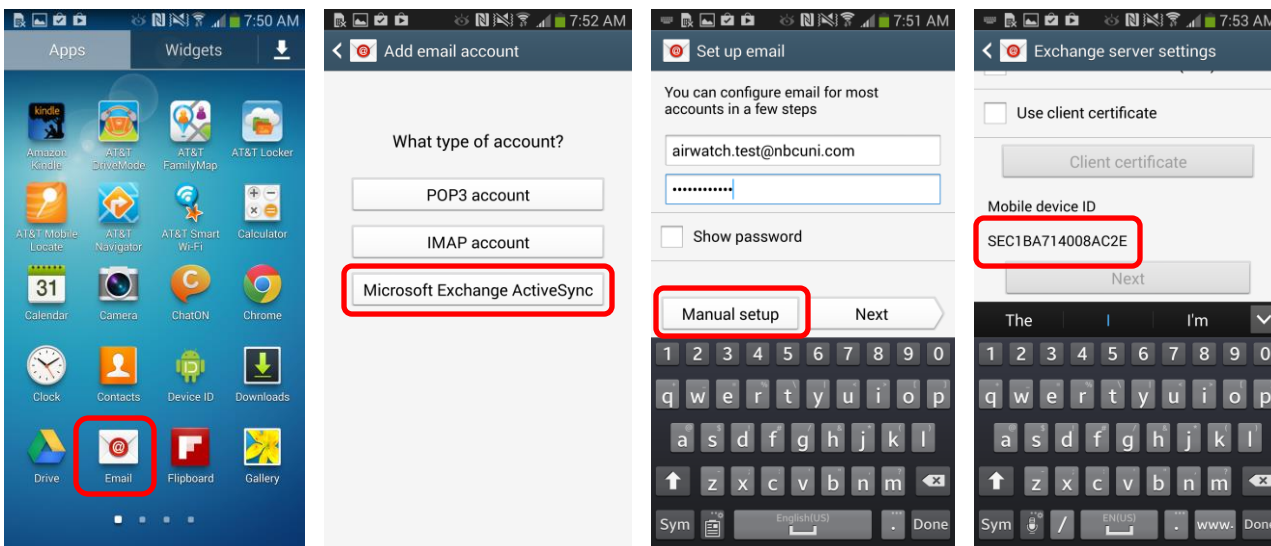 7:50 AM
Apps Widgets
kindle
Amazon Kindle
AT&T DriveMode
AT&T FamilyMap
AT&T Locker
AT&T Mobile Locate
AT&T Navigator
AT&T Smart Wi-Fi
Calculator
31
Calendar
Camera
ChatON
Chrome
Clock
Contacts
Device ID
Downloads
Drive
Email
Flipboard
Gallery
7:52 AM
Add email account
What type of account?
POP3 account
IMAP account
Microsoft Exchange ActiveSync
7:51 AM
Set up email
You can configure email for most
accounts in a few steps
airwatch.test@nbcuni.com
••••••••••••
Show password
Manual setup Next
1 2 3 4 5 6 7 8 9 0
q w e r t y u i o p
a s d f g h j k l
z x c v b n m
Sym English(US) . Done
7:53 AM
Exchange server settings
Use client certificate
Client certificate
Mobile device ID
SEC1BA714008AC2E
Next
The I I'm
1 2 3 4 5 6 7 8 9 0
q w e r t y u i o p
a s d f g h j k l
z x c v b n m
Sym / EN(US) . www. Done